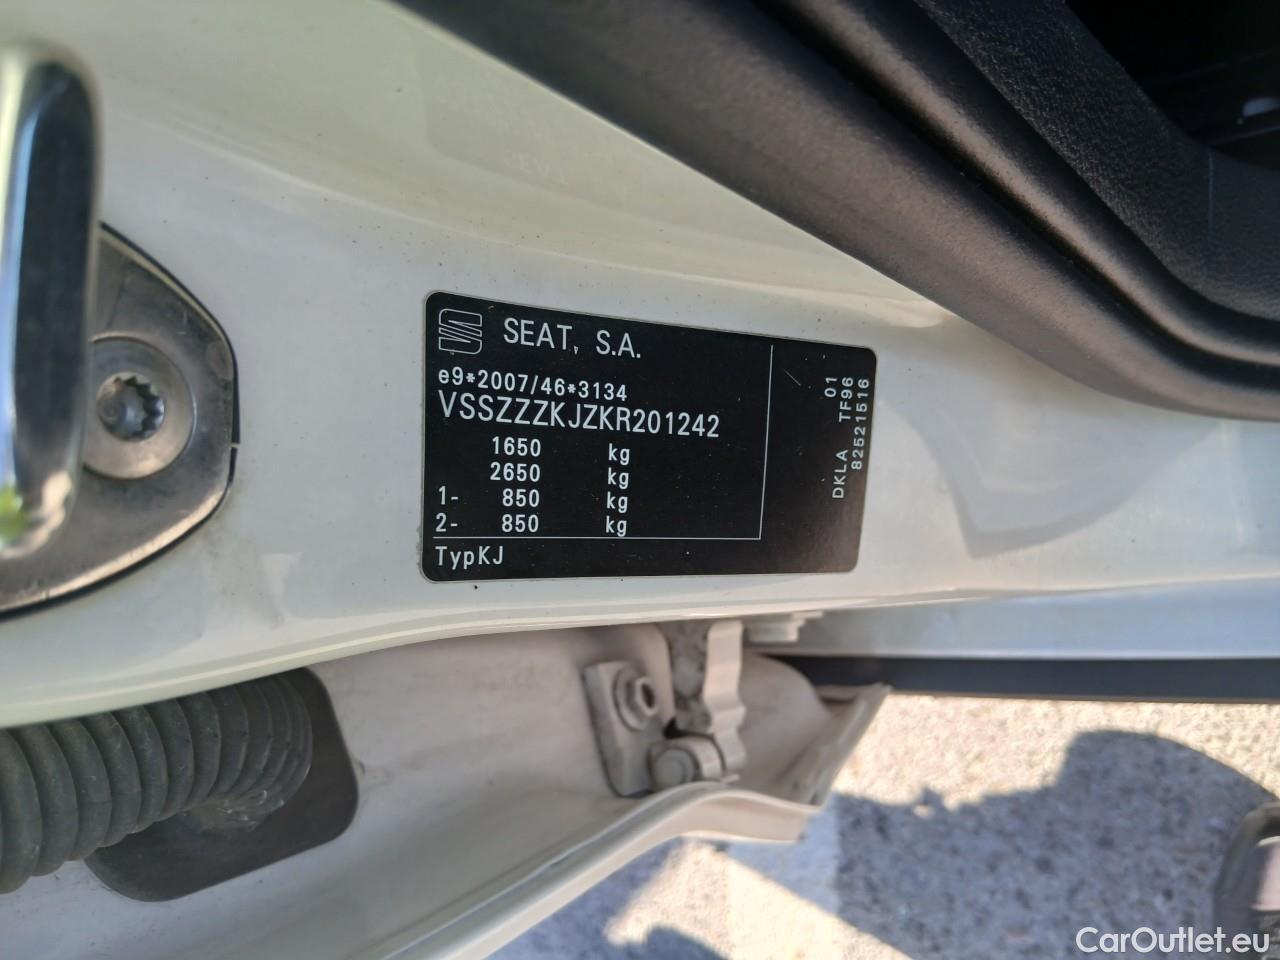 SEAT, S.A.
e9*2007/46*3134
VSSZZZKJZKR201242
1650 kg
2650 kg
1- 850 kg
2- 850 kg
TypKJ
01
DKLA TF96
82521516
CarOutlet.eu